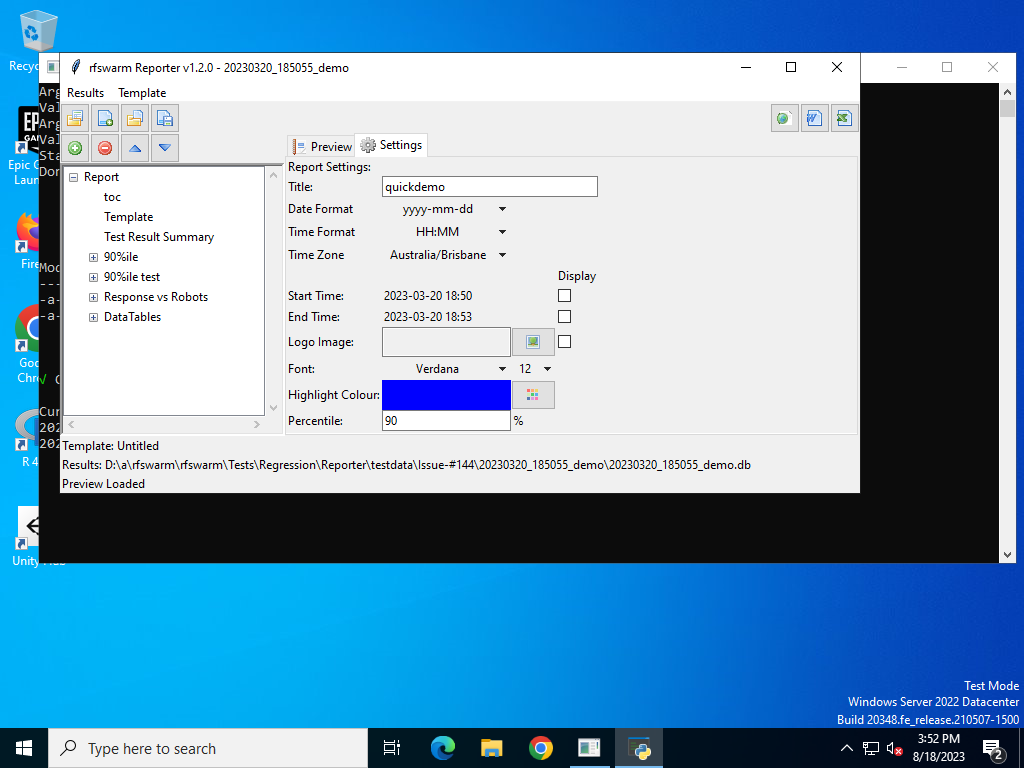 Recyc
rfswarm Reporter v1.2.0 - 20230320_185055_demo
Results Template
Arg
Val
Arg
Val
Sta
Dor
EPIC
GAM
Epic G
Laun
Preview Settings
Report
toc
Template
Test Result Summary
90%ile
90%ile test
Response vs Robots
DataTables
Report Settings:
Title: quickdemo
Date Format yyyy-mm-dd
Time Format HH:MM
Time Zone Australia/Brisbane
Display
Start Time: 2023-03-20 18:50
End Time: 2023-03-20 18:53
Logo Image:
Font: Verdana 12
Highlight Colour:
Percentile: 90 %
Fire
Mod
---
-a-
-a-
Goo
Chro
Cur
202
202
R 4
Template: Untitled
Results: D:\a\rfswarm\rfswarm\Tests\Regression\Reporter\testdata\Issue-#144\20230320_185055_demo\20230320_185055_demo.db
Preview Loaded
Unity Hub
Test Mode
Windows Server 2022 Datacenter
Build 20348.fe_release.210507-1500
Type here to search
3:52 PM
8/18/2023
2